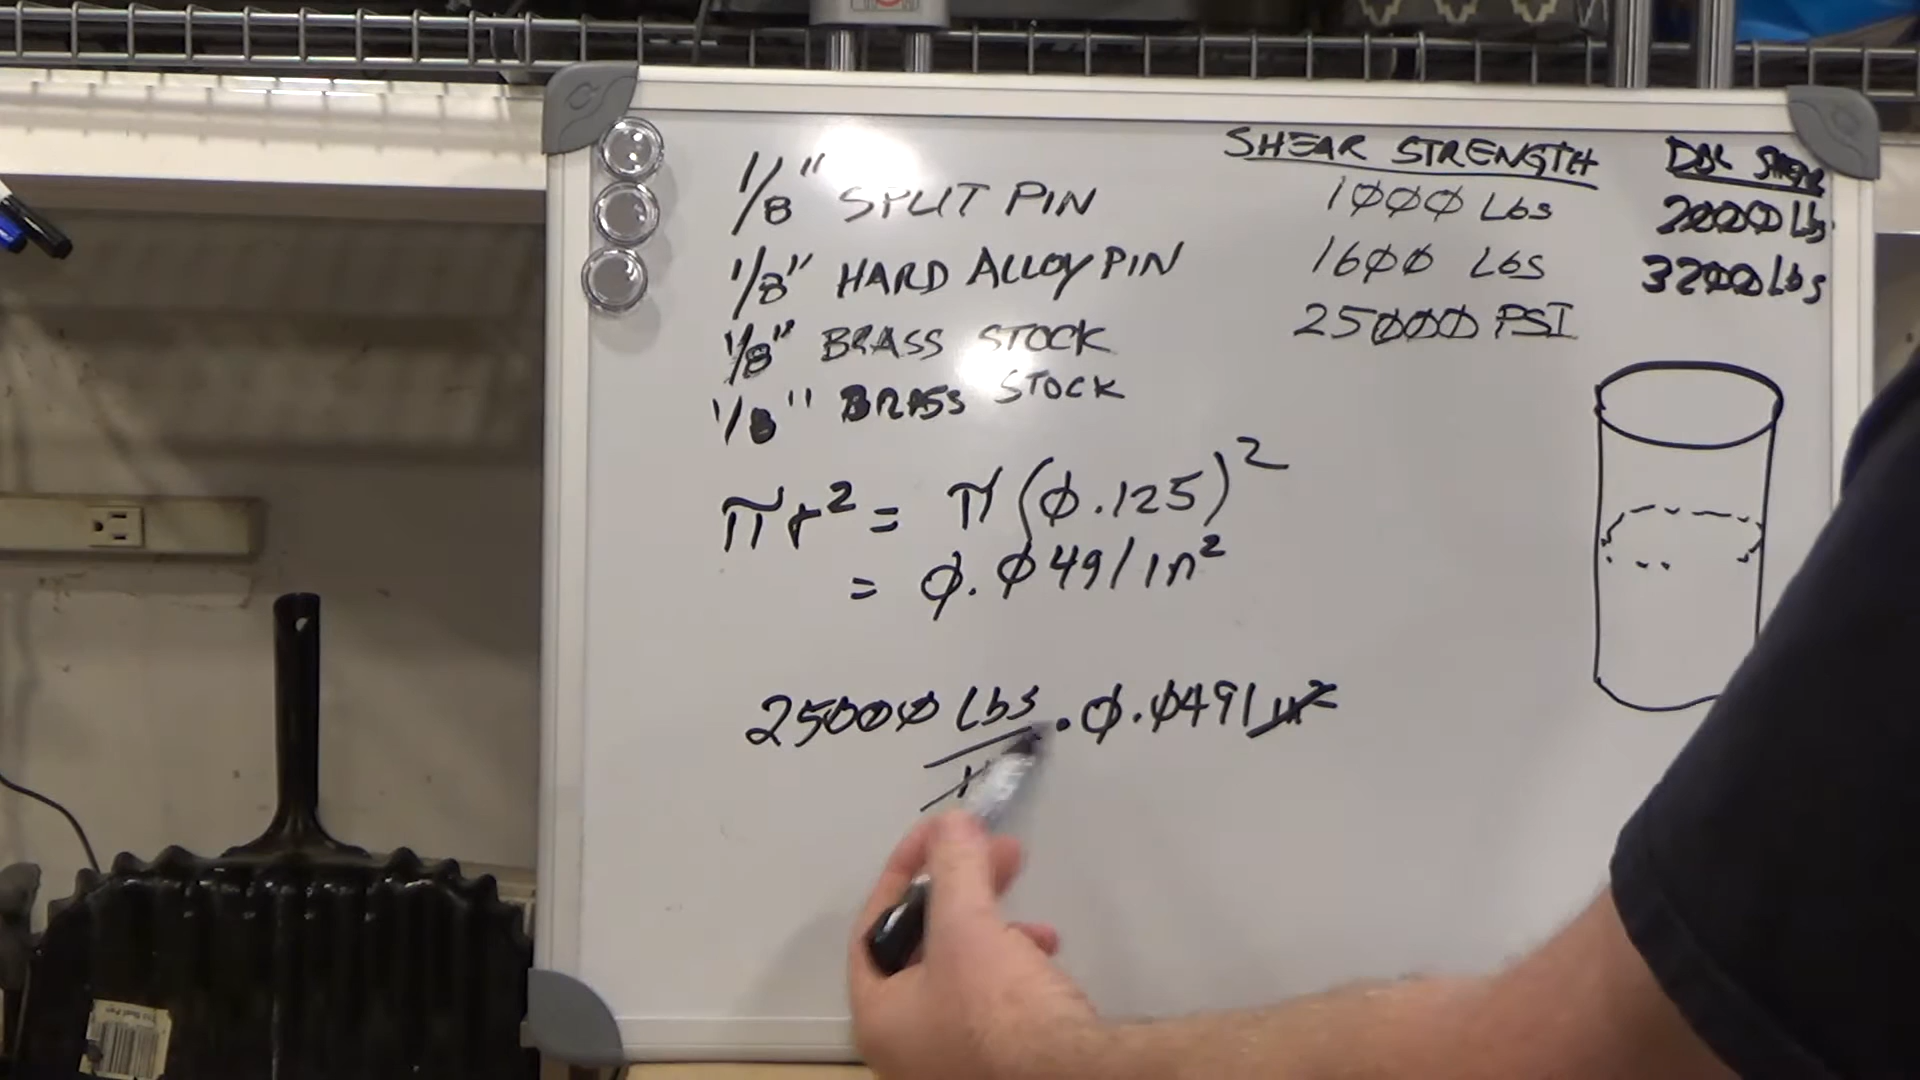 SHEAR STRENGTH DBL SHEAR
1/8" SPLIT PIN 1000 Lbs 2000 Lbs
1/8" HARD ALLOY PIN 1600 Lbs 3200 Lbs
1/8" BRASS STOCK 25000 PSI
1/8" BRASS STOCK
πr² = π(0.125)²
= 0.0491 in²
25000 Lbs · 0.0491 in²